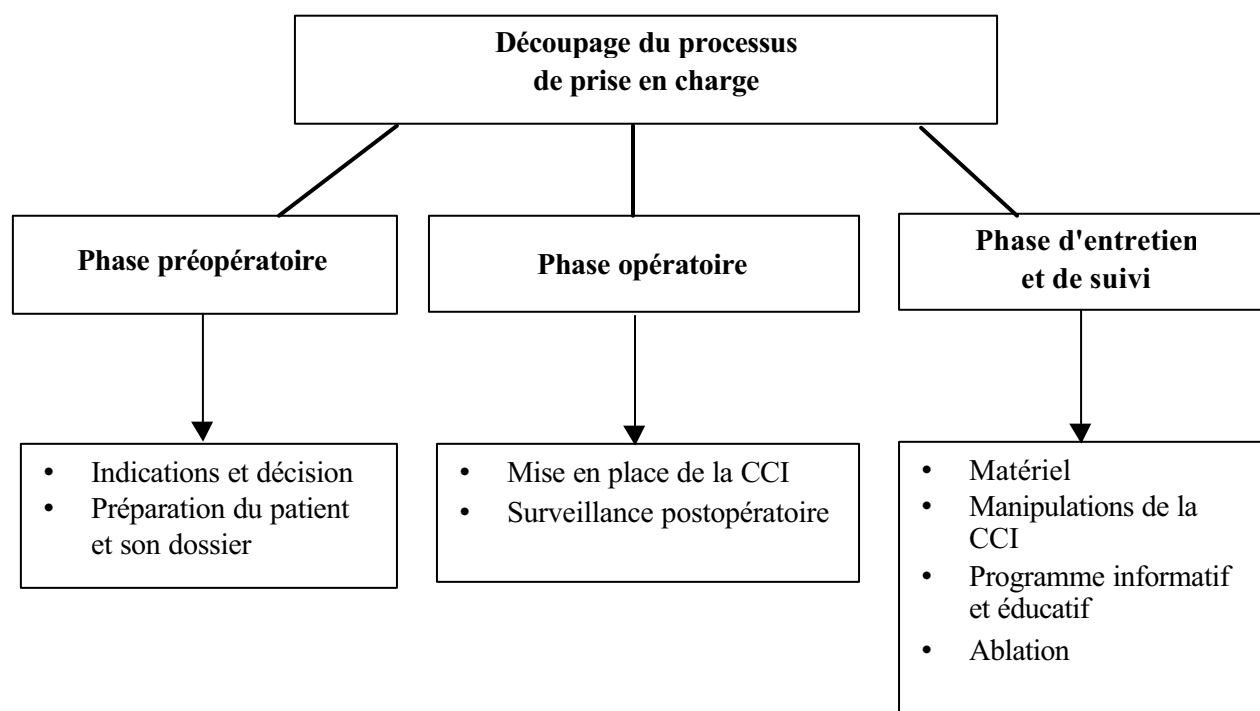 Découpage du processus
de prise en charge
Phase préopératoire
Phase opératoire
Phase d'entretien
et de suivi
• Indications et décision
• Préparation du patient
et son dossier
• Mise en place de la CCI
• Surveillance postopératoire
• Matériel
• Manipulations de la
CCI
• Programme informatif
et éducatif
• Ablation